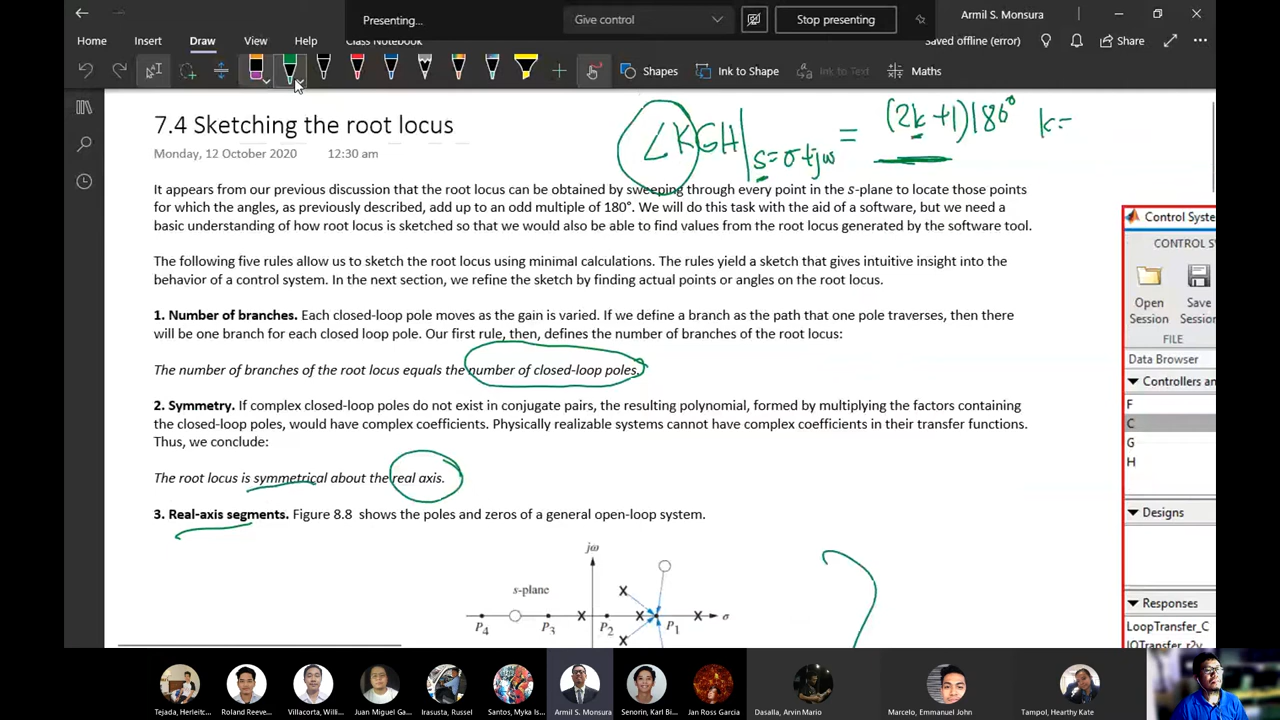 Presenting...
Give control
Stop presenting
Armil S. Monsura
Home
Insert
Draw
View
Help
Class Notebook
Saved offline (error)
Share
Shapes
Ink to Shape
Ink to Text
Maths
7.4 Sketching the root locus
∠KGH|s=σ+jω = (2k+1)180° k=
Monday, 12 October 2020 12:30 am
It appears from our previous discussion that the root locus can be obtained by sweeping through every point in the s-plane to locate those points
for which the angles, as previously described, add up to an odd multiple of 180°. We will do this task with the aid of a software, but we need a
basic understanding of how root locus is sketched so that we would also be able to find values from the root locus generated by the software tool.
The following five rules allow us to sketch the root locus using minimal calculations. The rules yield a sketch that gives intuitive insight into the
behavior of a control system. In the next section, we refine the sketch by finding actual points or angles on the root locus.
1. Number of branches. Each closed-loop pole moves as the gain is varied. If we define a branch as the path that one pole traverses, then there
will be one branch for each closed loop pole. Our first rule, then, defines the number of branches of the root locus:
The number of branches of the root locus equals the number of closed-loop poles.
2. Symmetry. If complex closed-loop poles do not exist in conjugate pairs, the resulting polynomial, formed by multiplying the factors containing
the closed-loop poles, would have complex coefficients. Physically realizable systems cannot have complex coefficients in their transfer functions.
Thus, we conclude:
The root locus is symmetrical about the real axis.
3. Real-axis segments. Figure 8.8 shows the poles and zeros of a general open-loop system.
jω
s-plane
σ
P4 P3 P2 P1
Control Syste
CONTROL S
Open
Session
Save
Session
FILE
Data Browser
Controllers an
F
C
G
H
Designs
Responses
LoopTransfer_C
IOTransfer_r2y
Tejada, Herleitc...
Roland Reeve...
Villacorta, Willi...
Juan Miguel Ga...
Irasusta, Russel
Santos, Myka Is...
Armil S. Monsura
Senorin, Karl Bi...
Jan Ross Garcia
Dasalla, Arvin Mario
Marcelo, Emmanuel John
Tampol, Hearthy Kate